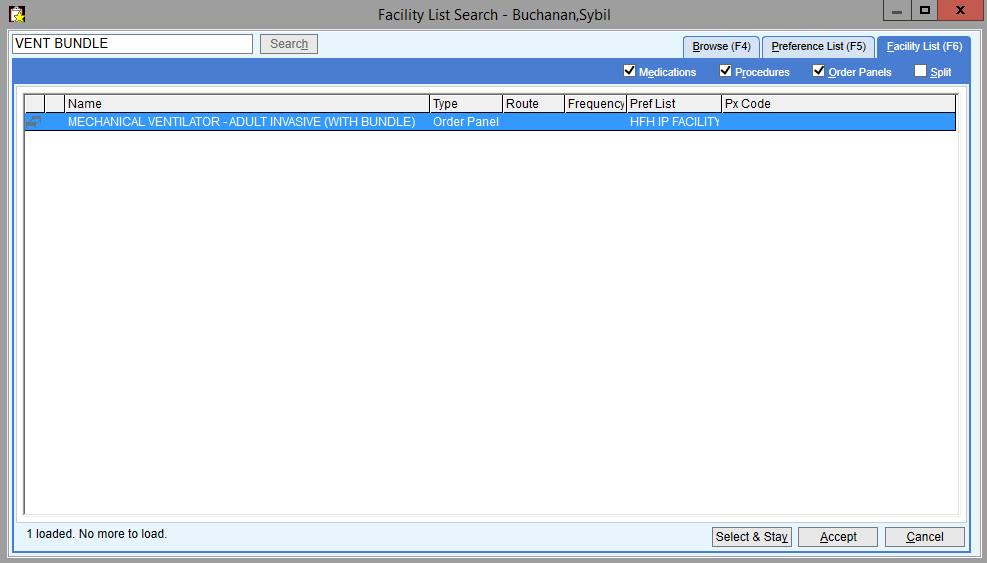 Facility List Search - Buchanan,Sybil
VENT BUNDLE
Search
Browse (F4)
Preference List (F5)
Facility List (F6)
Medications
Procedures
Order Panels
Split
Name Type Route Frequency Pref List Px Code
MECHANICAL VENTILATOR - ADULT INVASIVE (WITH BUNDLE) Order Panel HFH IP FACILITY
1 loaded. No more to load.
Select & Stay
Accept
Cancel